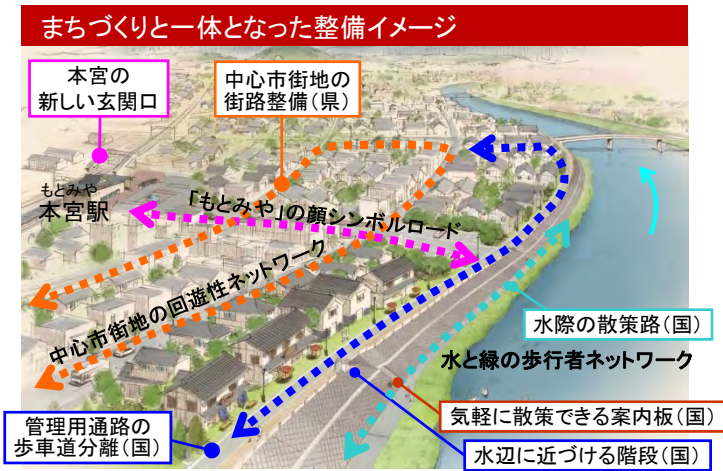 まちづくりと一体となった整備イメージ
本宮の
新しい玄関口
中心市街地の
街路整備(県)
もとみや
本宮駅
「もとみや」の顔シンボルロード
中心市街地の回遊性ネットワーク
水際の散策路(国)
水と緑の歩行者ネットワーク
気軽に散策できる案内板(国)
管理用通路の
歩車道分離(国)
水辺に近づける階段(国)